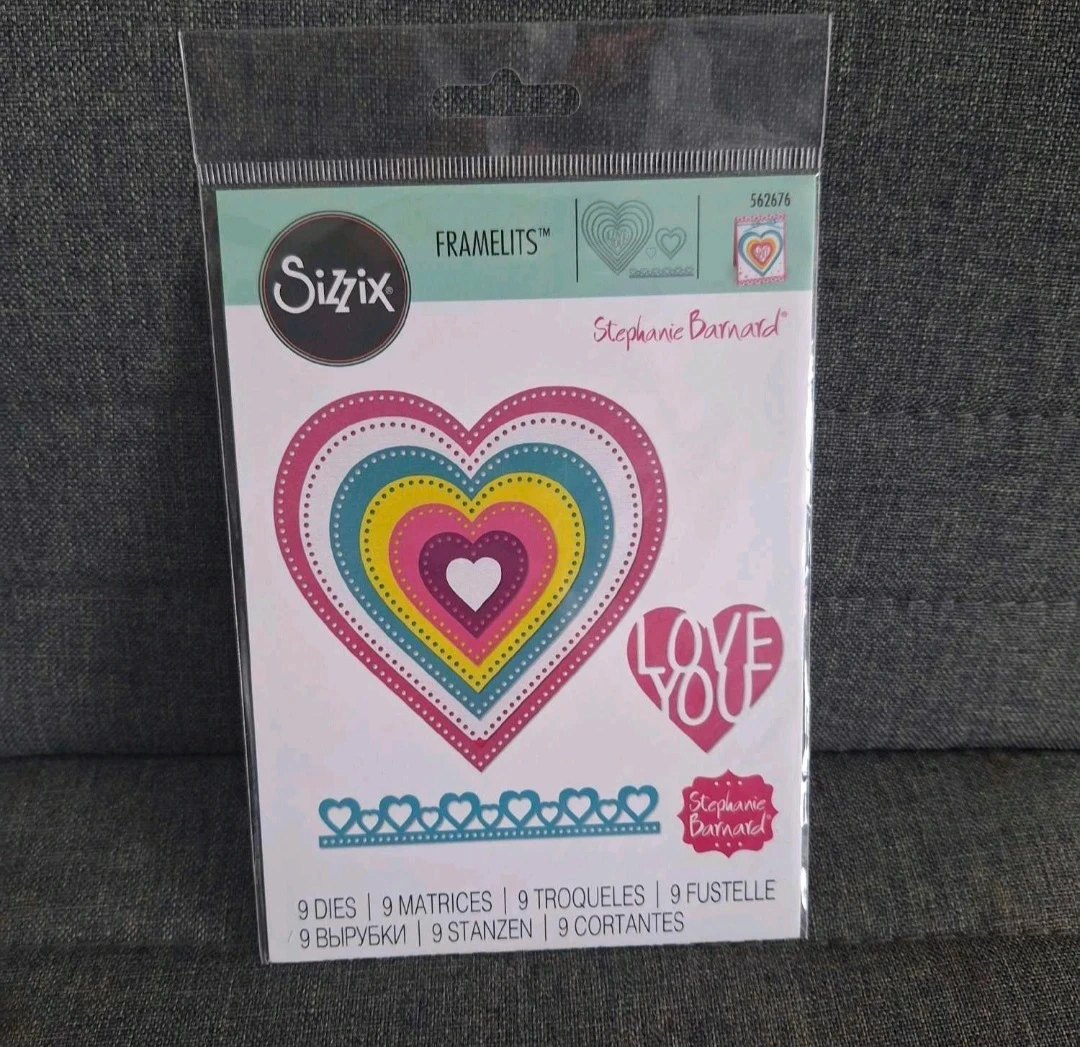 562676
FRAMELITS™
Sizzix®
Stephanie Barnard®
LOVE
YOU
Stephanie
Barnard®
9 DIES | 9 MATRICES | 9 TROQUELES | 9 FUSTELLE
9 ВЫРУБКИ | 9 STANZEN | 9 CORTANTES